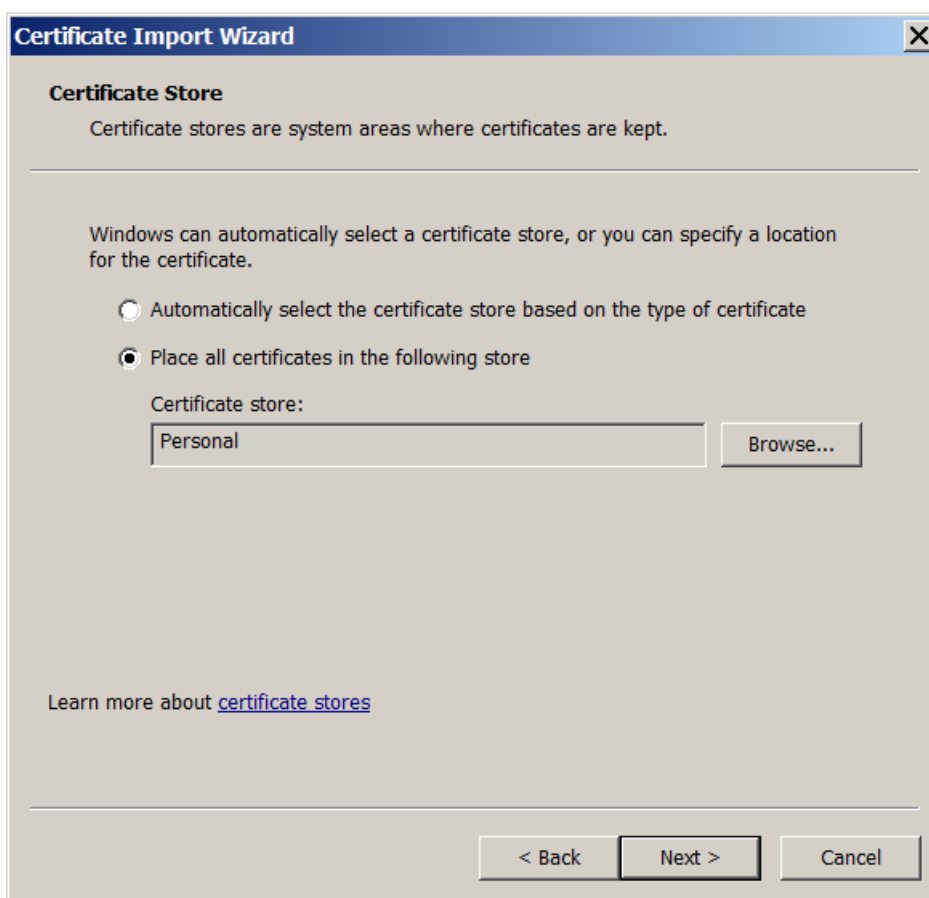 Certificate Import Wizard
Certificate Store
Certificate stores are system areas where certificates are kept.
Windows can automatically select a certificate store, or you can specify a location
for the certificate.
Automatically select the certificate store based on the type of certificate
Place all certificates in the following store
Certificate store:
Personal
Browse...
Learn more about certificate stores
< Back
Next >
Cancel